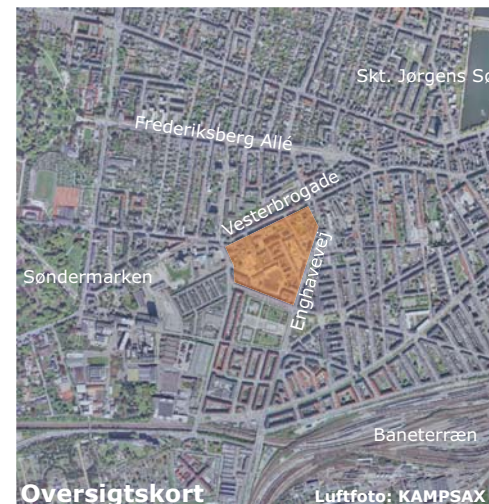 Skt. Jørgens Sø
Frederiksberg Allé
Vesterbrogade
Søndermarken
Enghavevej
Baneterræn
Oversigtskort
Luftfoto: KAMPSAX